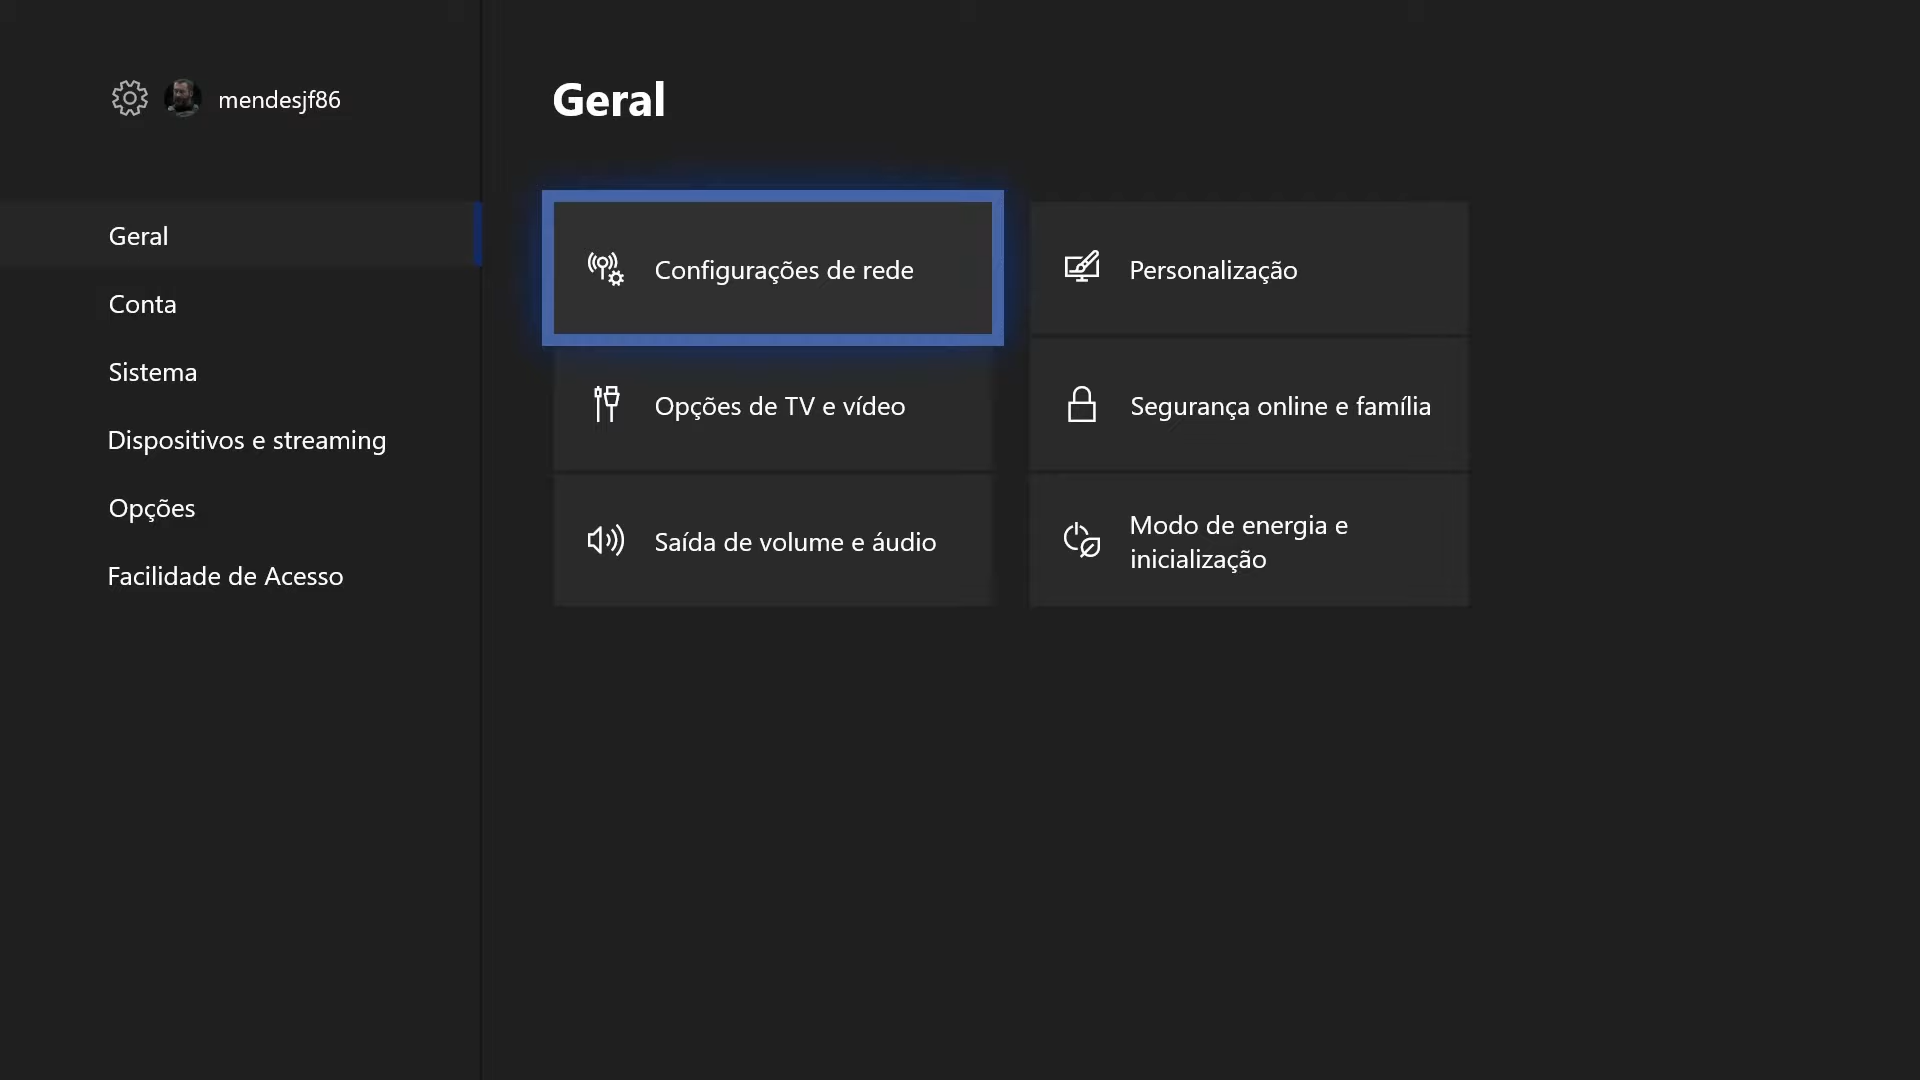 mendesjf86
Geral
Conta
Sistema
Dispositivos e streaming
Opções
Facilidade de Acesso
Geral
Configurações de rede
Personalização
Opções de TV e vídeo
Segurança online e família
Saída de volume e áudio
Modo de energia e
inicialização